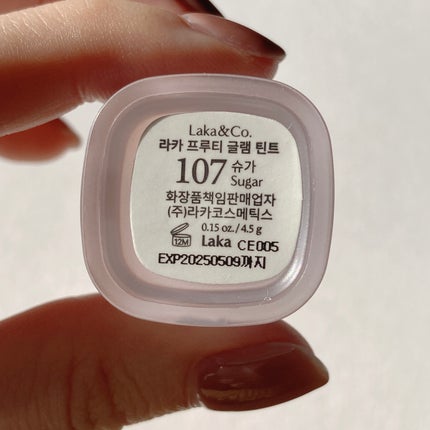 Laka&Co.
라카 프루티 글램 틴트
107 슈가
Sugar
화장품책임판매업자
(주)라카코스메틱스
0.15 oz./4.5 g
12M Laka CE005
EXP20250509까지